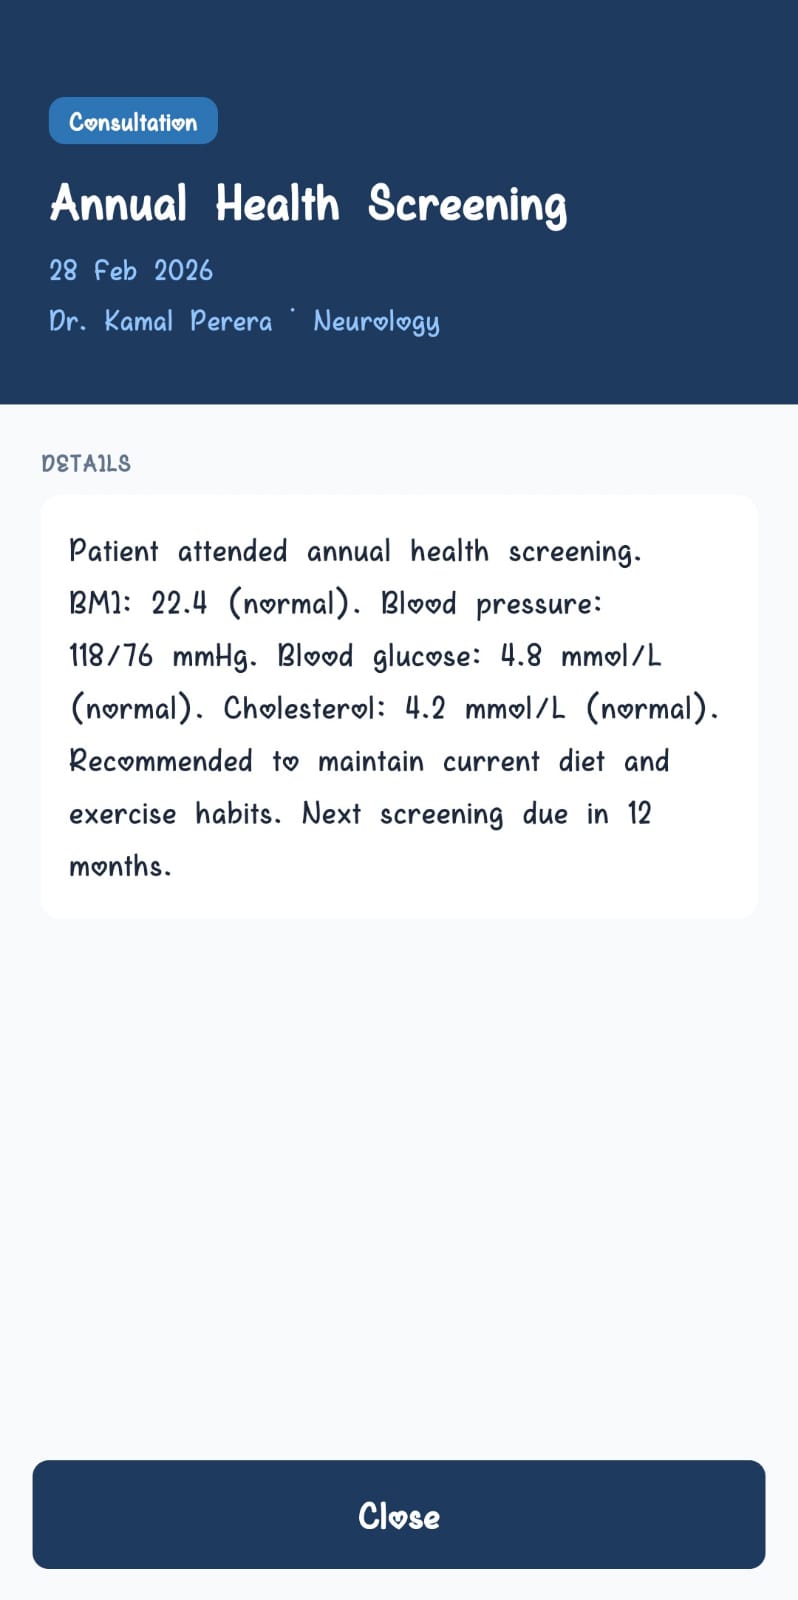 Consultation
Annual Health Screening
28 Feb 2026
Dr. Kamal Perera · Neurology
DETAILS
Patient attended annual health screening.
BMI: 22.4 (normal). Blood pressure:
118/76 mmHg. Blood glucose: 4.8 mmol/L
(normal). Cholesterol: 4.2 mmol/L (normal).
Recommended to maintain current diet and
exercise habits. Next screening due in 12
months.
Close